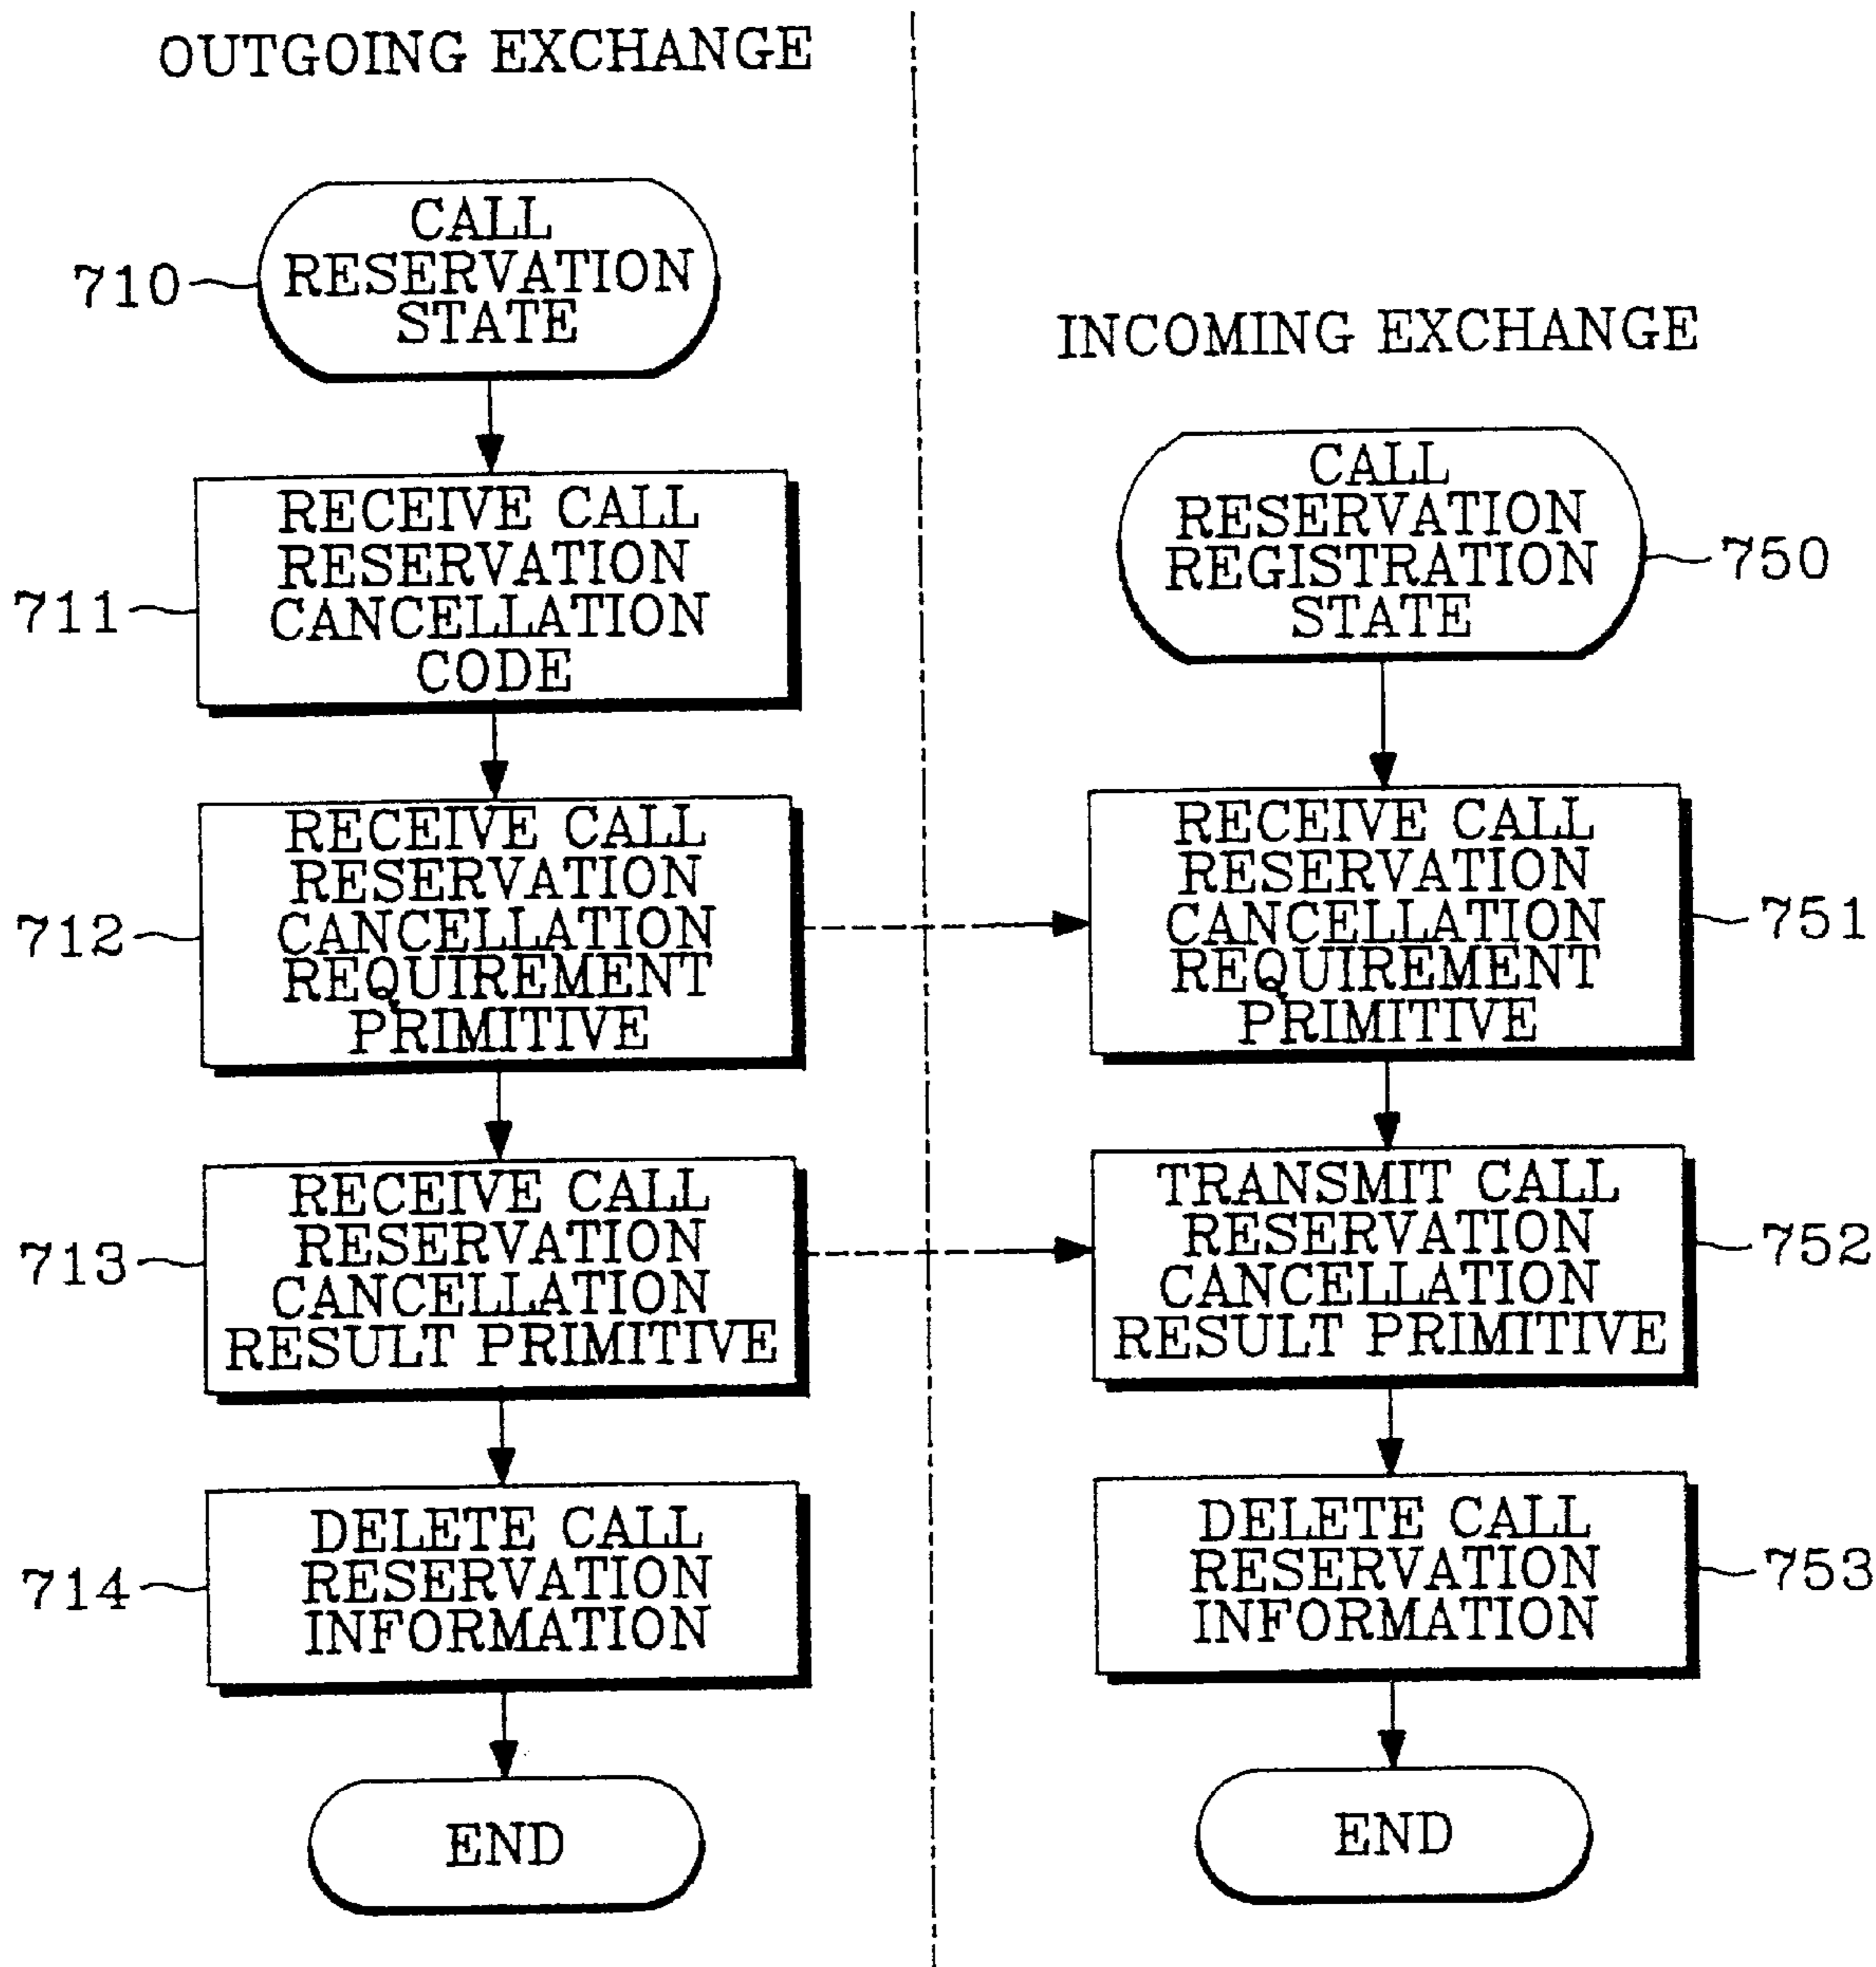 OUTGOING EXCHANGE
CALL
RESERVATION
STATE
710
RECEIVE CALL
RESERVATION
CANCELLATION
CODE
711
RECEIVE CALL
RESERVATION
CANCELLATION
REQUIREMENT
PRIMITIVE
712
RECEIVE CALL
RESERVATION
CANCELLATION
RESULT PRIMITIVE
713
DELETE CALL
RESERVATION
INFORMATION
714
END
INCOMING EXCHANGE
CALL
RESERVATION
REGISTRATION
STATE
750
RECEIVE CALL
RESERVATION
CANCELLATION
REQUIREMENT
PRIMITIVE
751
TRANSMIT CALL
RESERVATION
CANCELLATION
RESULT PRIMITIVE
752
DELETE CALL
RESERVATION
INFORMATION
753
END